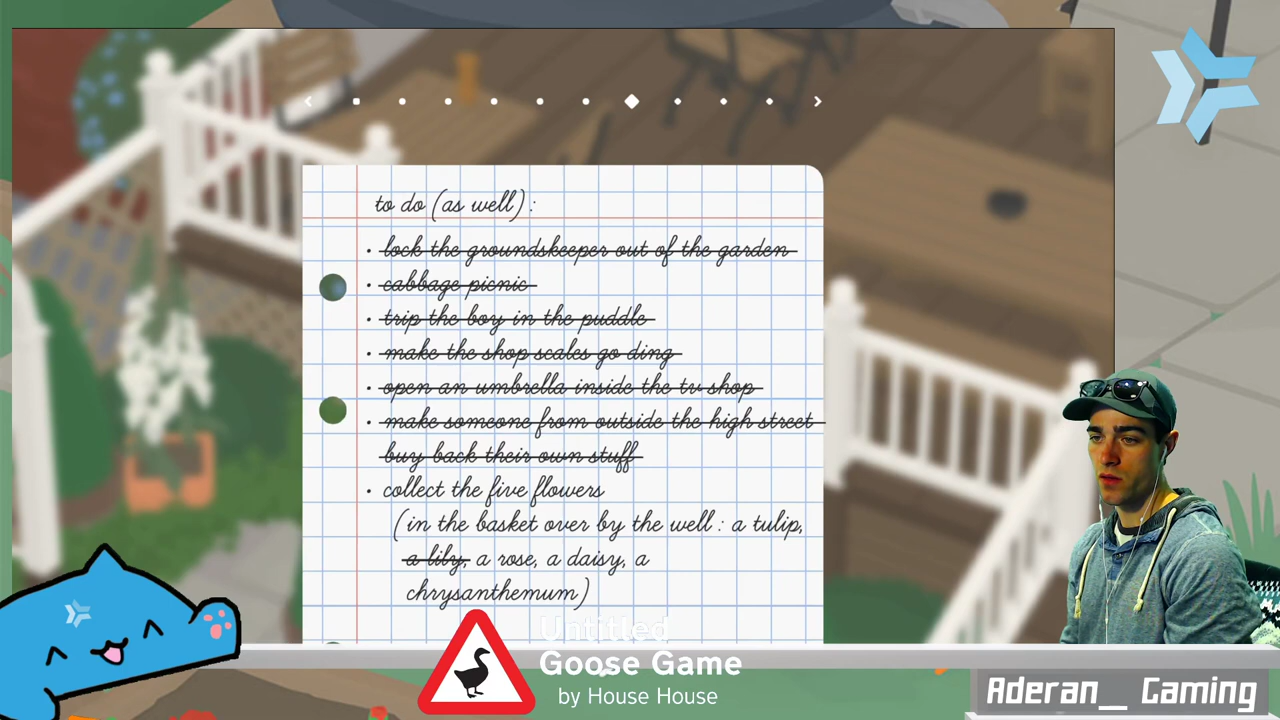 to do (as well) :
• lock the groundskeeper out of the garden
• cabbage picnic
• trip the boy in the puddle
• make the shop scales go ding
• open an umbrella inside the tv shop
• make someone from outside the high street
buy back their own stuff
• collect the five flowers
(in the basket over by the well : a tulip,
a lily, a rose, a daisy, a
chrysanthemum)
Untitled
Goose Game
by House House
Aderan_ Gaming